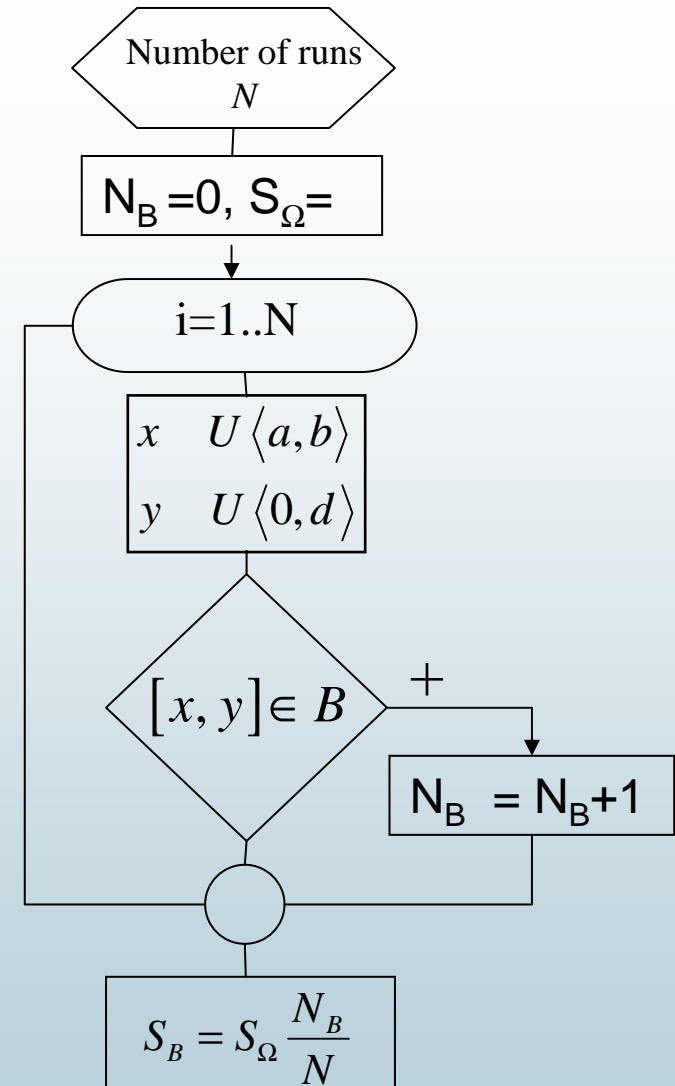 Number of runs
N
N_B =0, S_Ω=
i=1..N
x U⟨a,b⟩
y U⟨0,d⟩
[x, y]∈ B
+
N_B = N_B+1
S_B = S_Ω N_B/N